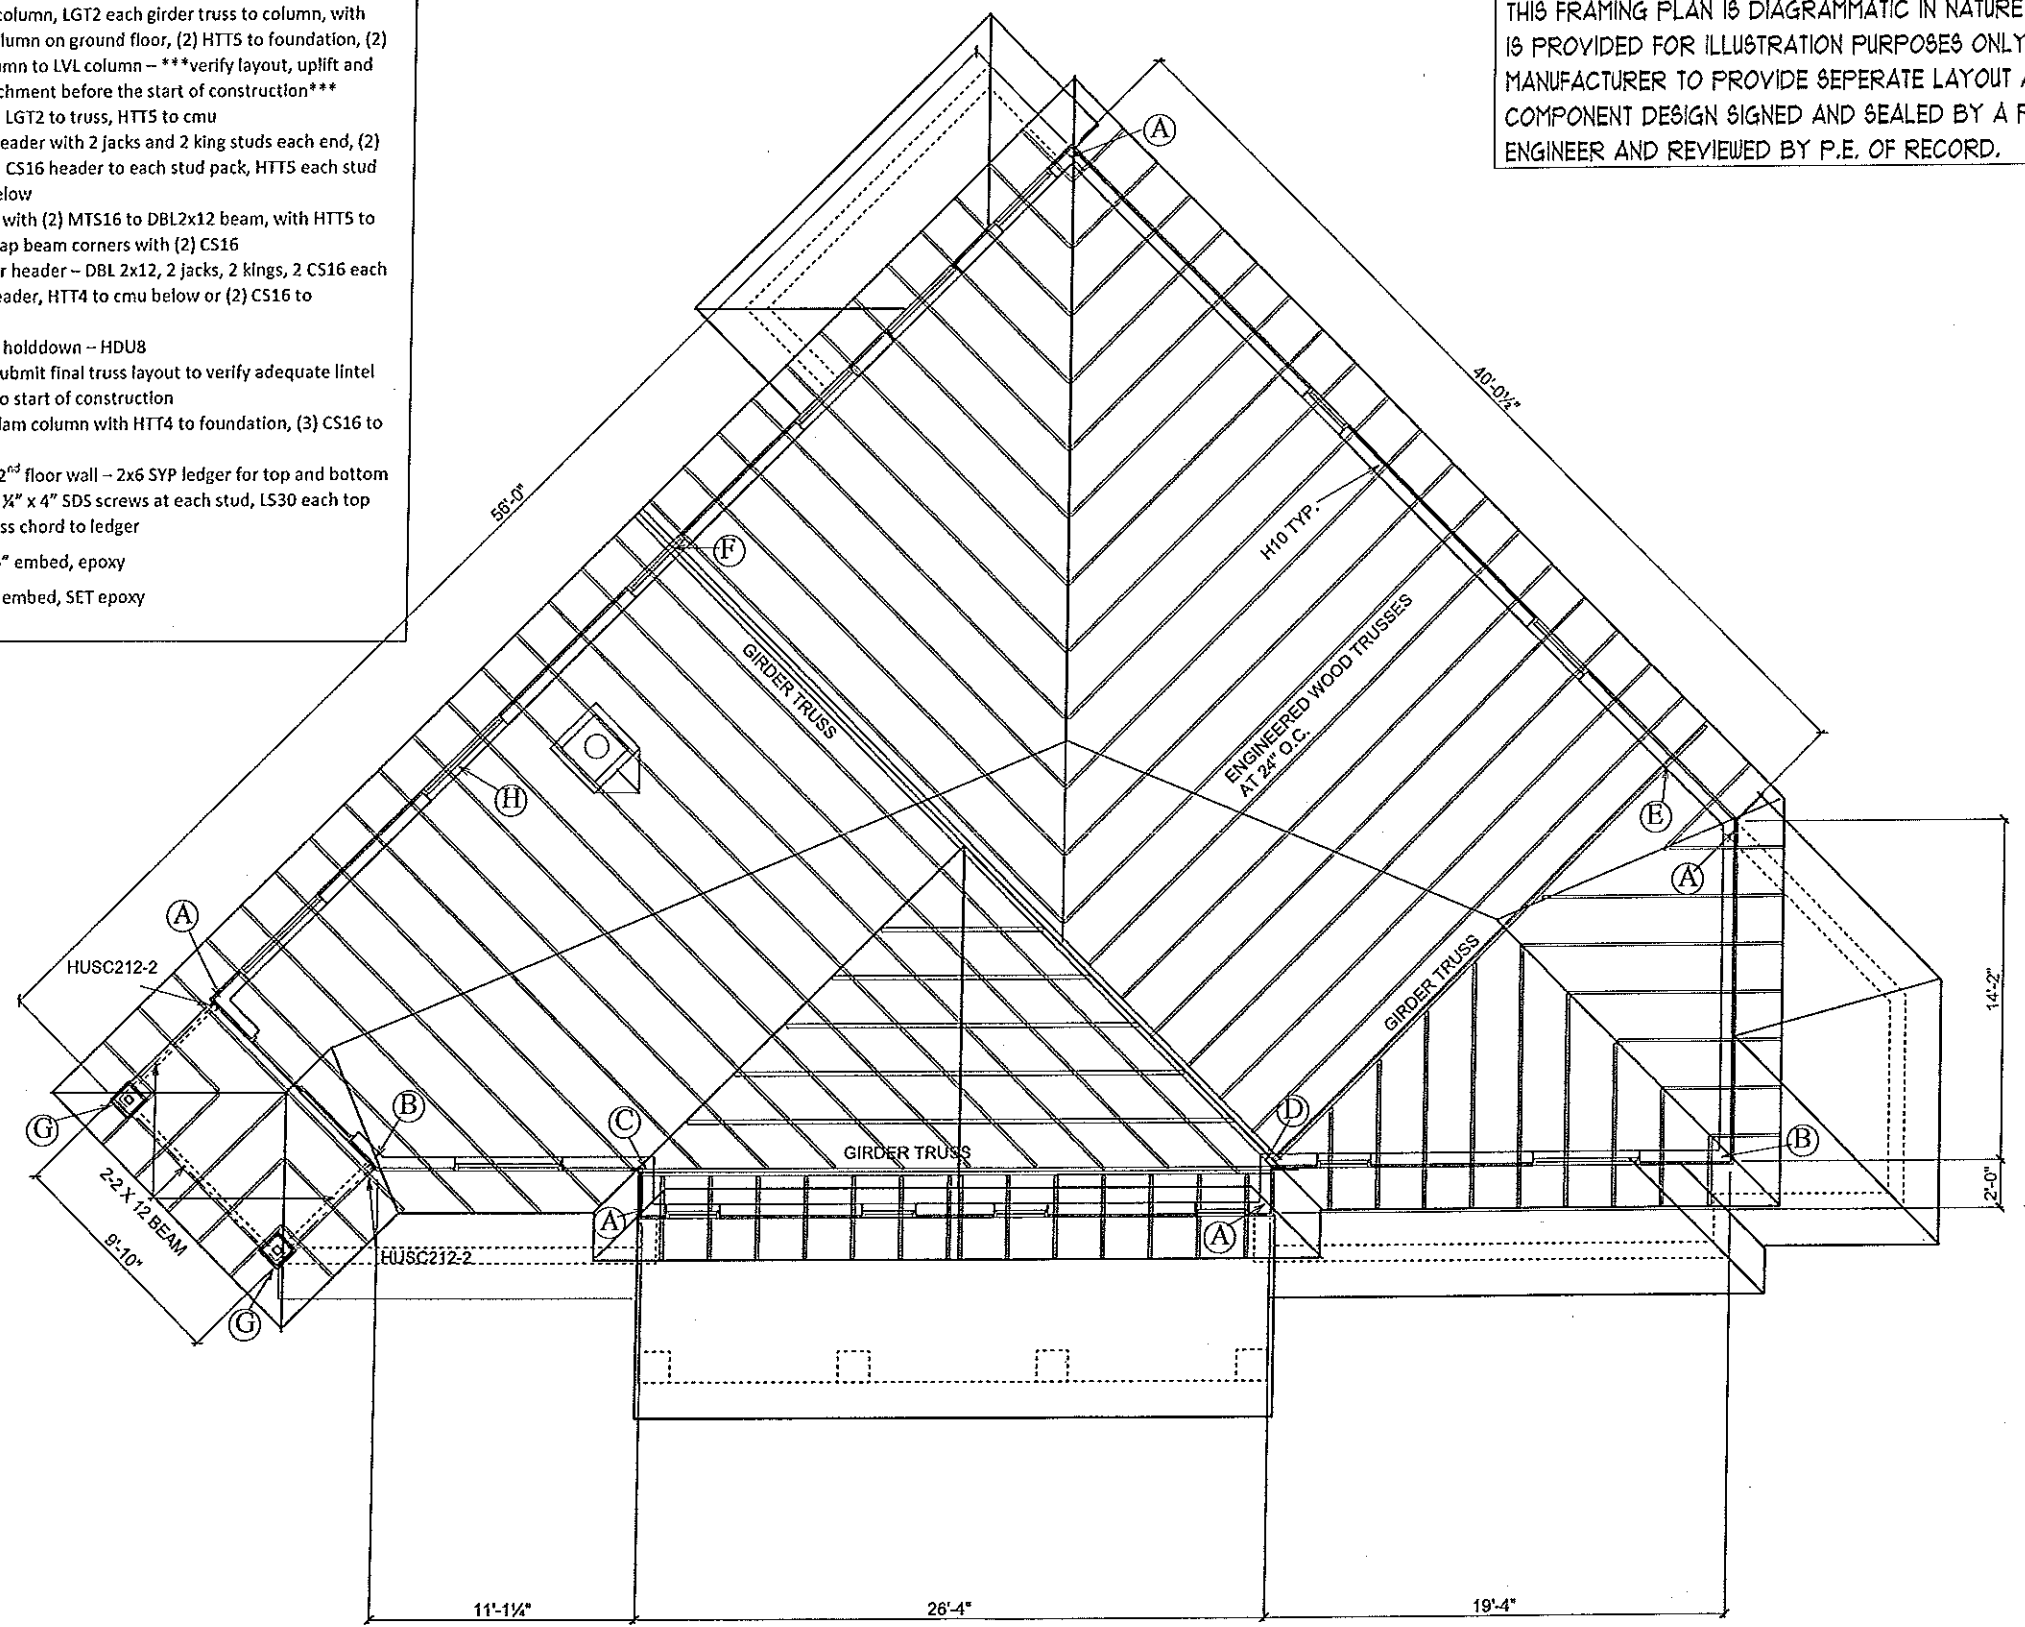 column, LGT2 each girder truss to column, with
column on ground floor, (2) HTT5 to foundation, (2)
column to LVL column – ***verify layout, uplift and
attachment before the start of construction***
LGT2 to truss, HTT5 to cmu
header with 2 jacks and 2 king studs each end, (2)
CS16 header to each stud pack, HTT5 each stud
below
with (2) MTS16 to DBL2x12 beam, with HTT5 to
beam corners with (2) CS16
header – DBL 2x12, 2 jacks, 2 kings, 2 CS16 each
header, HTT4 to cmu below or (2) CS16 to
holddown – HDU8
submit final truss layout to verify adequate lintel
to start of construction
column with HTT4 to foundation, (3) CS16 to
2nd floor wall – 2x6 SYP ledger for top and bottom
¼" x 4" SDS screws at each stud, LS30 each top
chord to ledger
embed, epoxy
embed, SET epoxy
THIS FRAMING PLAN IS DIAGRAMMATIC IN NATURE
IS PROVIDED FOR ILLUSTRATION PURPOSES ONLY
MANUFACTURER TO PROVIDE SEPERATE LAYOUT
COMPONENT DESIGN SIGNED AND SEALED BY A
ENGINEER AND REVIEWED BY P.E. OF RECORD.
A
40'-0½"
56'-0"
H10 TYP.
F
GIRDER TRUSS
ENGINEERED WOOD TRUSSES
AT 24" O.C.
H
E
A
A
HUSC212-2
GIRDER TRUSS
14'-2"
B
C
D
B
G
GIRDER TRUSS
2-2 X 12 BEAM
2'-0"
A
A
9'-10"
HUSC212-2
G
11'-1¼"
26'-4"
19'-4"